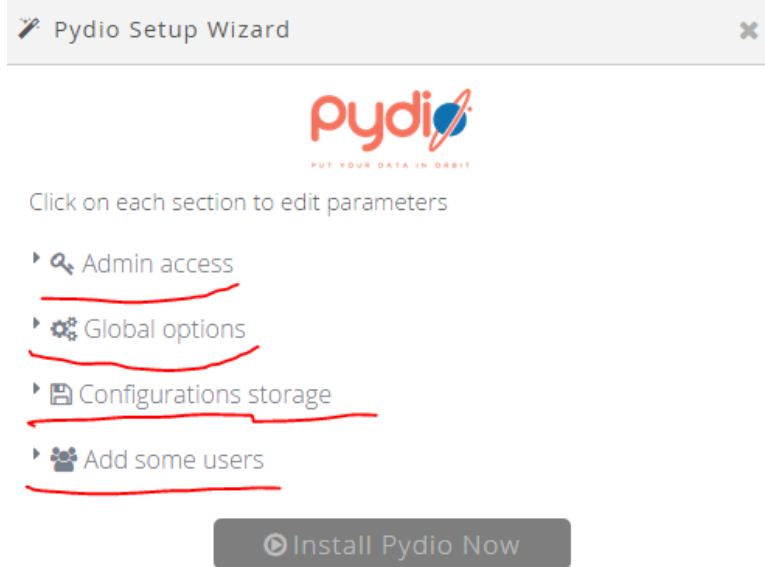 Pydio Setup Wizard
pydio
PUT YOUR DATA IN ORBIT
Click on each section to edit parameters
Admin access
Global options
Configurations storage
Add some users
Install Pydio Now